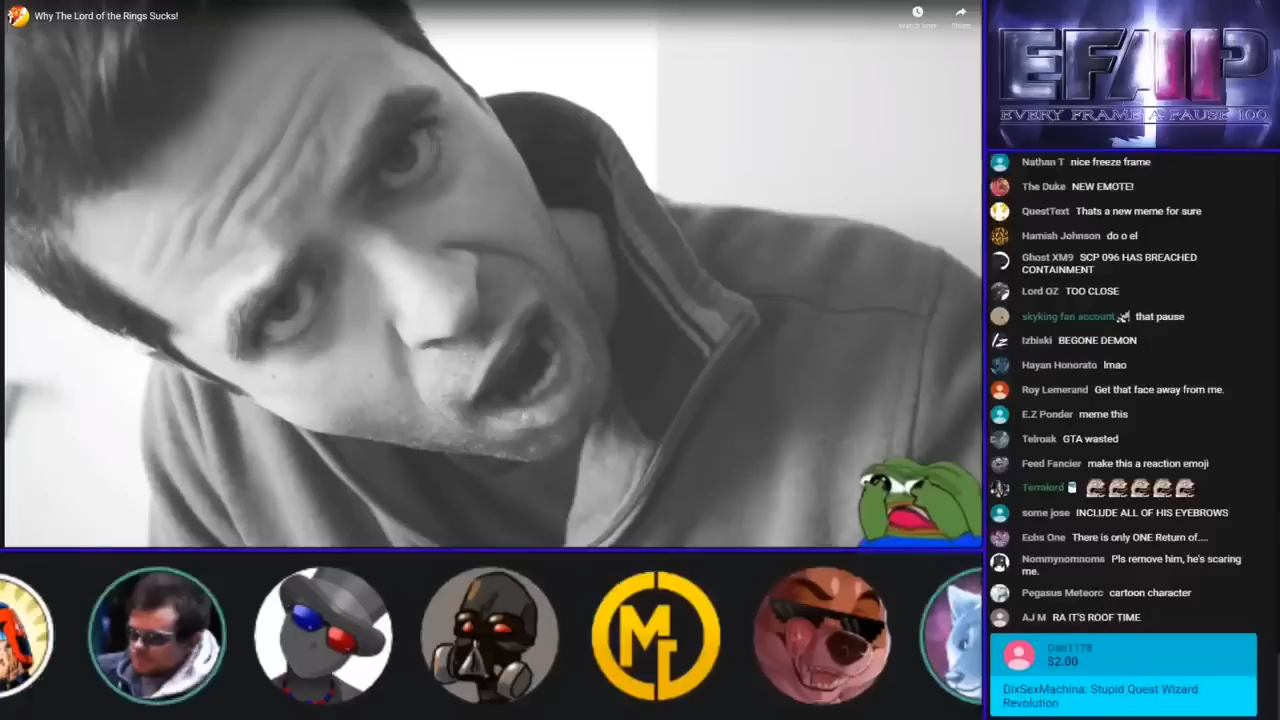 Why The Lord of the Rings Sucks!
Watch later
Share
EFAP
EVERY FRAME A PAUSE 100
Nathan T nice freeze frame
The Duke NEW EMOTE!
QuestText Thats a new meme for sure
Hamish Johnson do o el
Ghost XM9 SCP 096 HAS BREACHED
CONTAINMENT
Lord OZ TOO CLOSE
skyking fan account that pause
Izbiski BEGONE DEMON
Hayan Honorato lmao
Roy Lemerand Get that face away from me.
E.Z Ponder meme this
Telroak GTA wasted
Feed Fancier make this a reaction emoji
Terralord
some jose INCLUDE ALL OF HIS EYEBROWS
Echs One There is only ONE Return of....
Nommynomnoms Pls remove him, he's scaring
me.
Pegasus Meteorc cartoon character
A.J M RA IT'S ROOF TIME
Dan1178
$2.00
DixSexMachina: Stupid Quest Wizard
Revolution